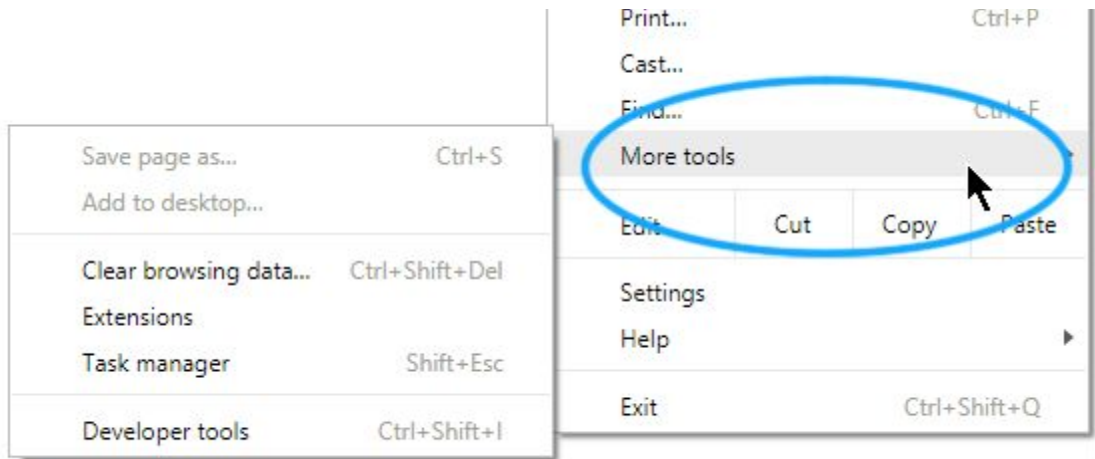 Print... Ctrl+P
Cast...
Find... Ctrl+F
More tools
Edit Cut Copy Paste
Settings
Help
Exit Ctrl+Shift+Q
Save page as... Ctrl+S
Add to desktop...
Clear browsing data... Ctrl+Shift+Del
Extensions
Task manager Shift+Esc
Developer tools Ctrl+Shift+I